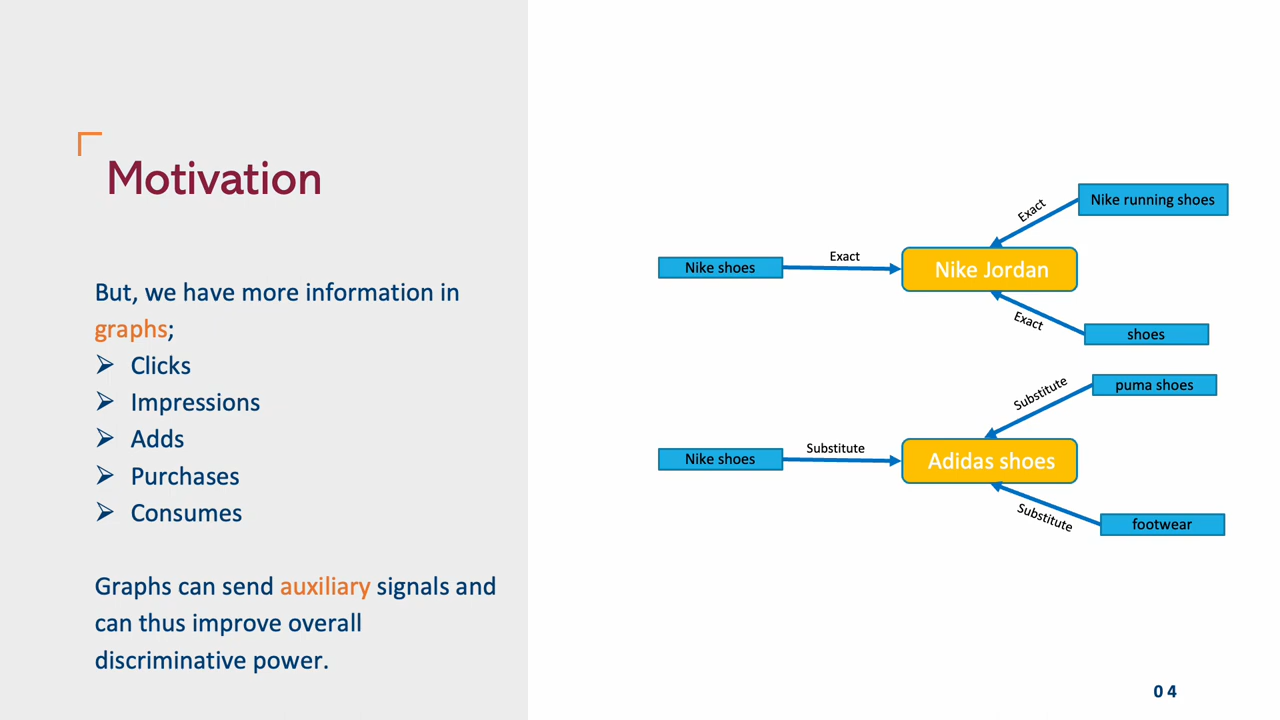 Motivation
But, we have more information in
graphs;
Clicks
Impressions
Adds
Purchases
Consumes
Graphs can send auxiliary signals and
can thus improve overall
discriminative power.
Nike running shoes
Exact
Nike shoes
Exact
Nike Jordan
Exact
shoes
puma shoes
Substitute
Nike shoes
Substitute
Adidas shoes
Substitute
footwear
04